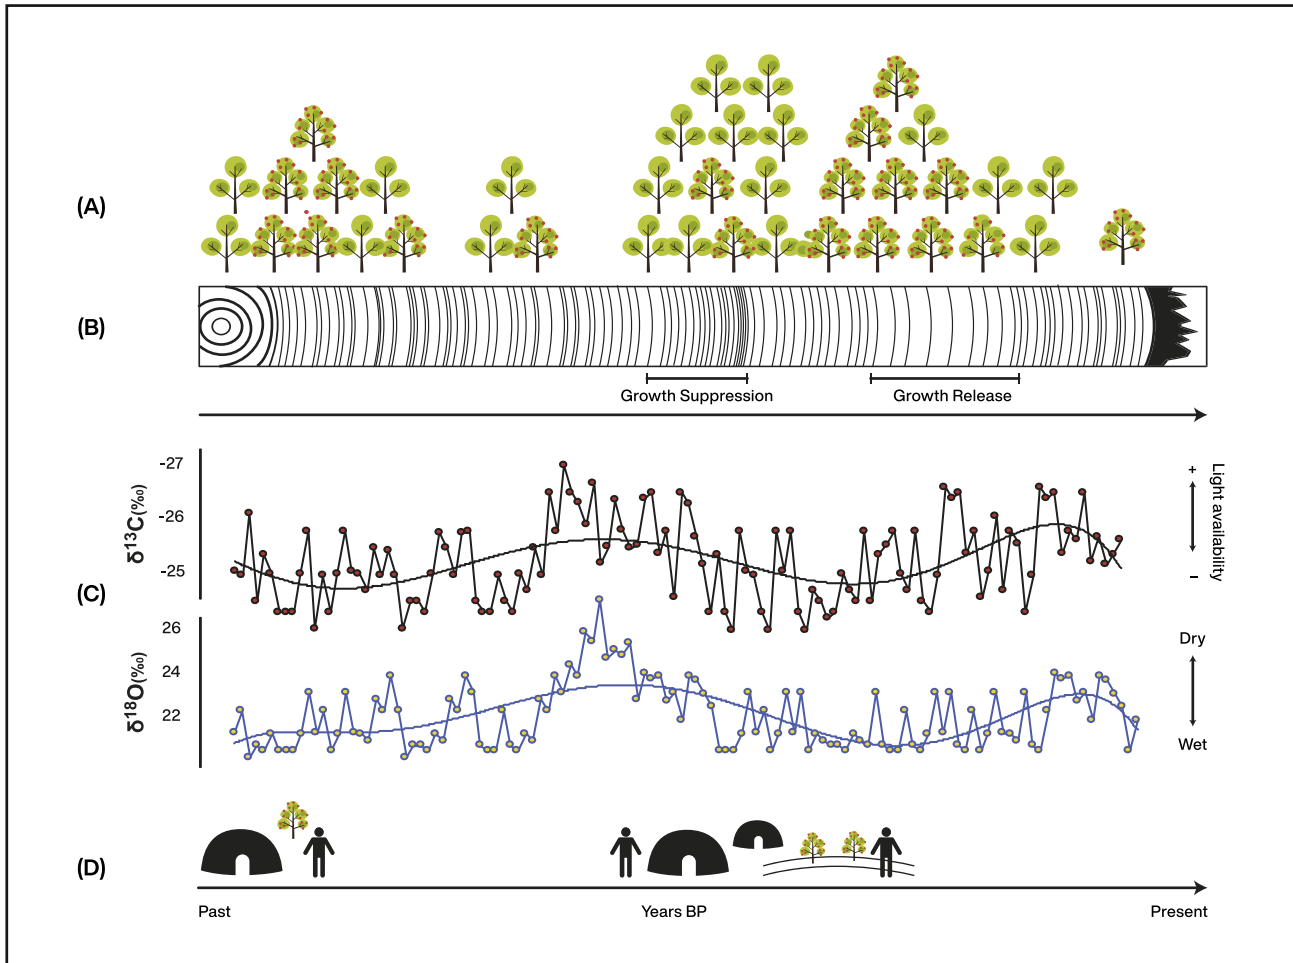 (A)
(B)
Growth Suppression
Growth Release
(C)
δ13C(‰)
-27
-26
-25
+
Light availability
–
δ18O(‰)
26
24
22
Dry
Wet
(D)
Past
Years BP
Present